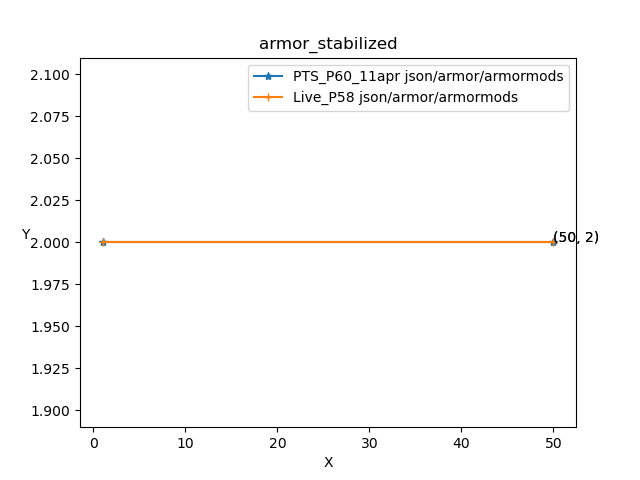 armor_stabilized
PTS_P60_11apr json/armor/armormods
Live_P58 json/armor/armormods
2.100
2.075
2.050
2.025
2.000
1.975
1.950
1.925
1.900
Y
(50, 2)
0 10 20 30 40 50
X